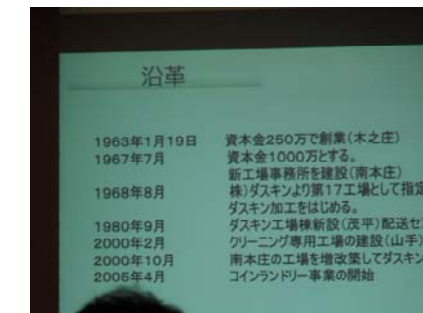 沿革
1963年1月19日 資本金250万で創業(木之庄)
1967年7月 資本金1000万とする。
新工場事務所を建設(南本庄)
1968年8月 株)ダスキンより第17工場として指定
ダスキン加工をはじめる。
1980年9月 ダスキン工場棟新設(茂平)配送セ
2000年2月 クリーニング専用工場の建設(山手)
2000年10月 南本庄の工場を増改築してダスキン
2006年4月 コインランドリー事業の開始